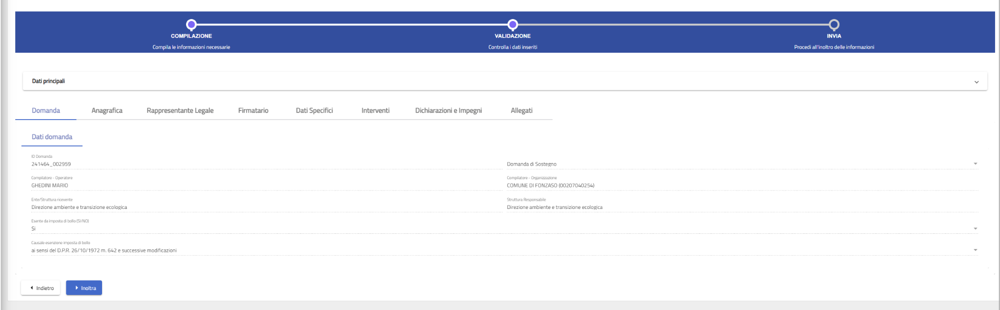 COMPILAZIONE
Compila le informazioni necessarie
VALIDAZIONE
Controlla i dati inseriti
INVIA
Procedi all'inoltro delle informazioni
Dati principali
Domanda Anagrafica Rappresentante Legale Firmatario Dati Specifici Interventi Dichiarazioni e Impegni Allegati
Dati domanda
ID Domanda
241464_002959
Domanda di Sostegno
Compilatore - Operatore
GHEDINI MARIO
Compilatore - Organizzazione
COMUNE DI FONZASO (00207040254)
Ente/Struttura ricevente
Direzione ambiente e transizione ecologica
Struttura Responsabile
Direzione ambiente e transizione ecologica
Esente da imposta di bollo (SI/NO)
Si
Causale esenzione imposta di bollo
ai sensi del D.P.R. 26/10/1972 m. 642 e successive modificazioni
Indietro
Inoltra